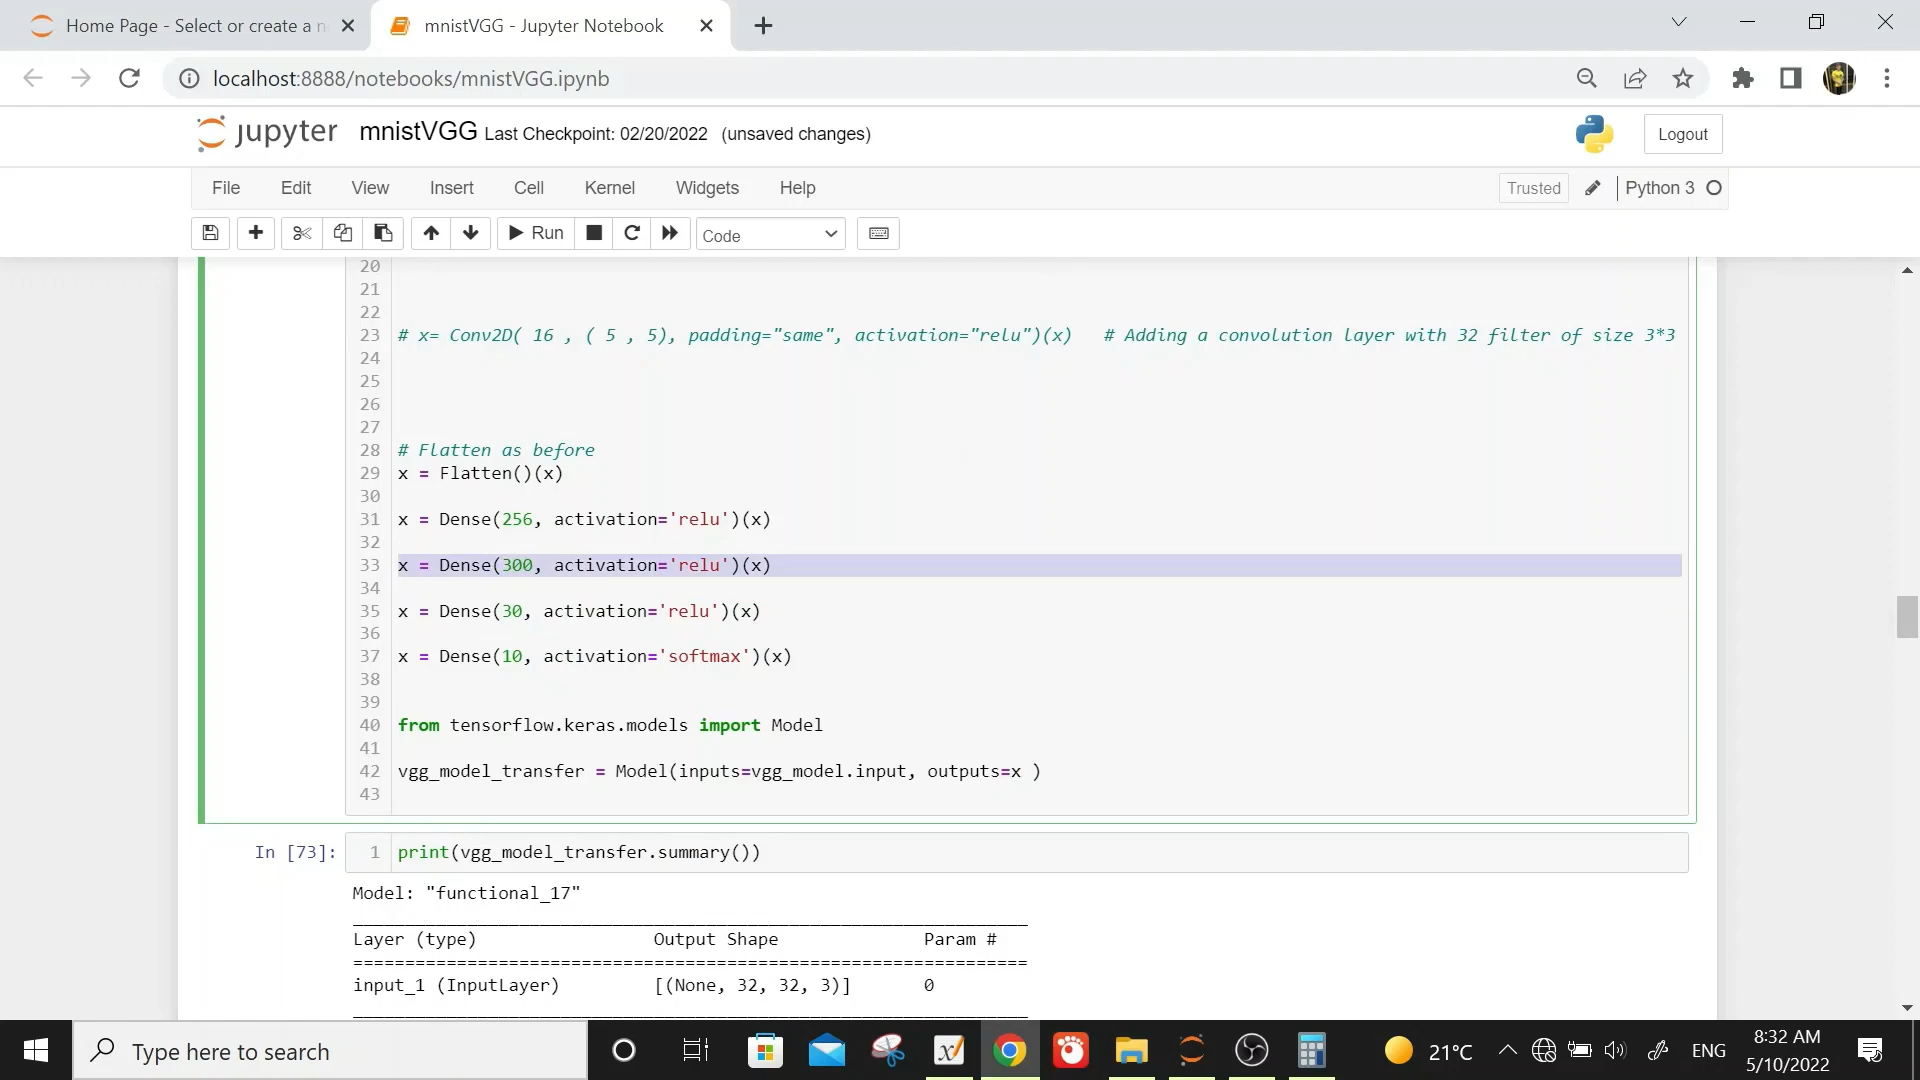 Home Page - Select or create a n
mnistVGG - Jupyter Notebook
localhost:8888/notebooks/mnistVGG.ipynb
jupyter mnistVGG Last Checkpoint: 02/20/2022 (unsaved changes)
Logout
File Edit View Insert Cell Kernel Widgets Help
Trusted Python 3
Run Code
20
21
22
23 # x= Conv2D( 16 , ( 5 , 5), padding="same", activation="relu")(x) # Adding a convolution layer with 32 filter of size 3*3
24
25
26
27
28 # Flatten as before
29 x = Flatten()(x)
30
31 x = Dense(256, activation='relu')(x)
32
33 x = Dense(300, activation='relu')(x)
34
35 x = Dense(30, activation='relu')(x)
36
37 x = Dense(10, activation='softmax')(x)
38
39
40 from tensorflow.keras.models import Model
41
42 vgg_model_transfer = Model(inputs=vgg_model.input, outputs=x )
43
In [73]: 1 print(vgg_model_transfer.summary())
Model: "functional_17"
Layer (type) Output Shape Param #
=================================================================
input_1 (InputLayer) [(None, 32, 32, 3)] 0
Type here to search
21°C
ENG
8:32 AM
5/10/2022